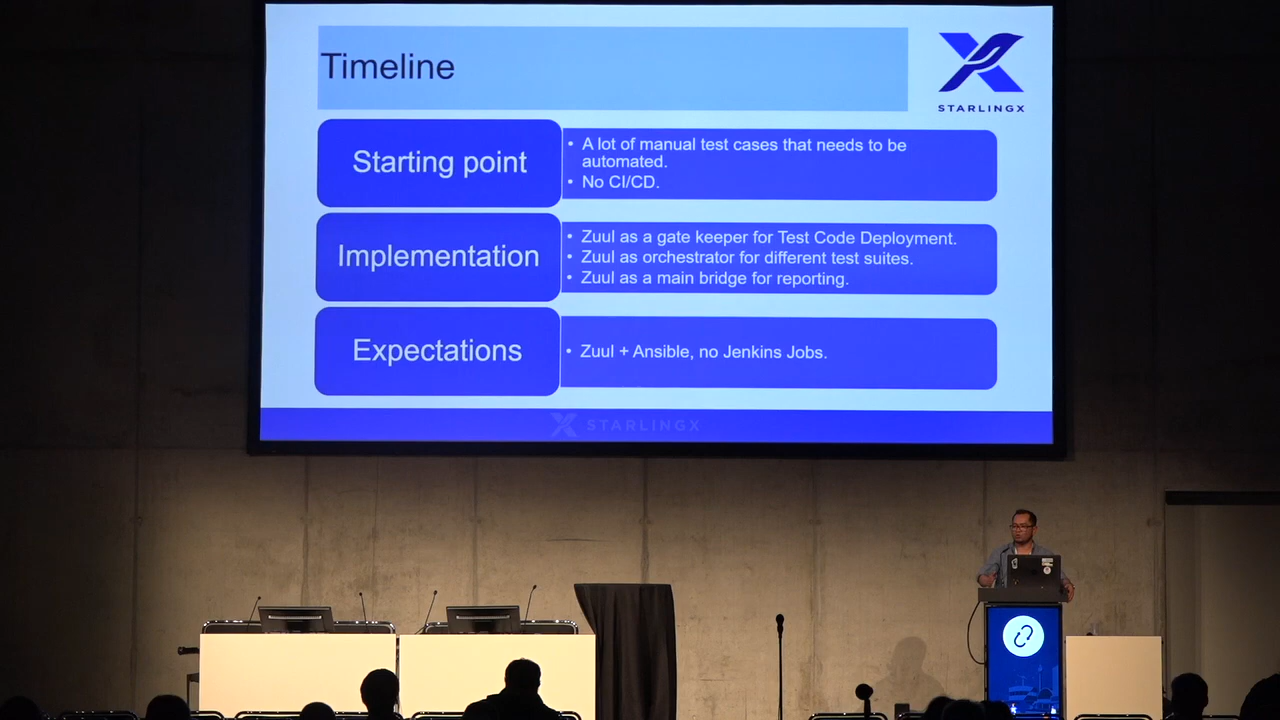 Timeline
STARLINGX
Starting point
• A lot of manual test cases that needs to be
automated.
• No CI/CD.
Implementation
• Zuul as a gate keeper for Test Code Deployment.
• Zuul as orchestrator for different test suites.
• Zuul as a main bridge for reporting.
Expectations
• Zuul + Ansible, no Jenkins Jobs.
STARLINGX